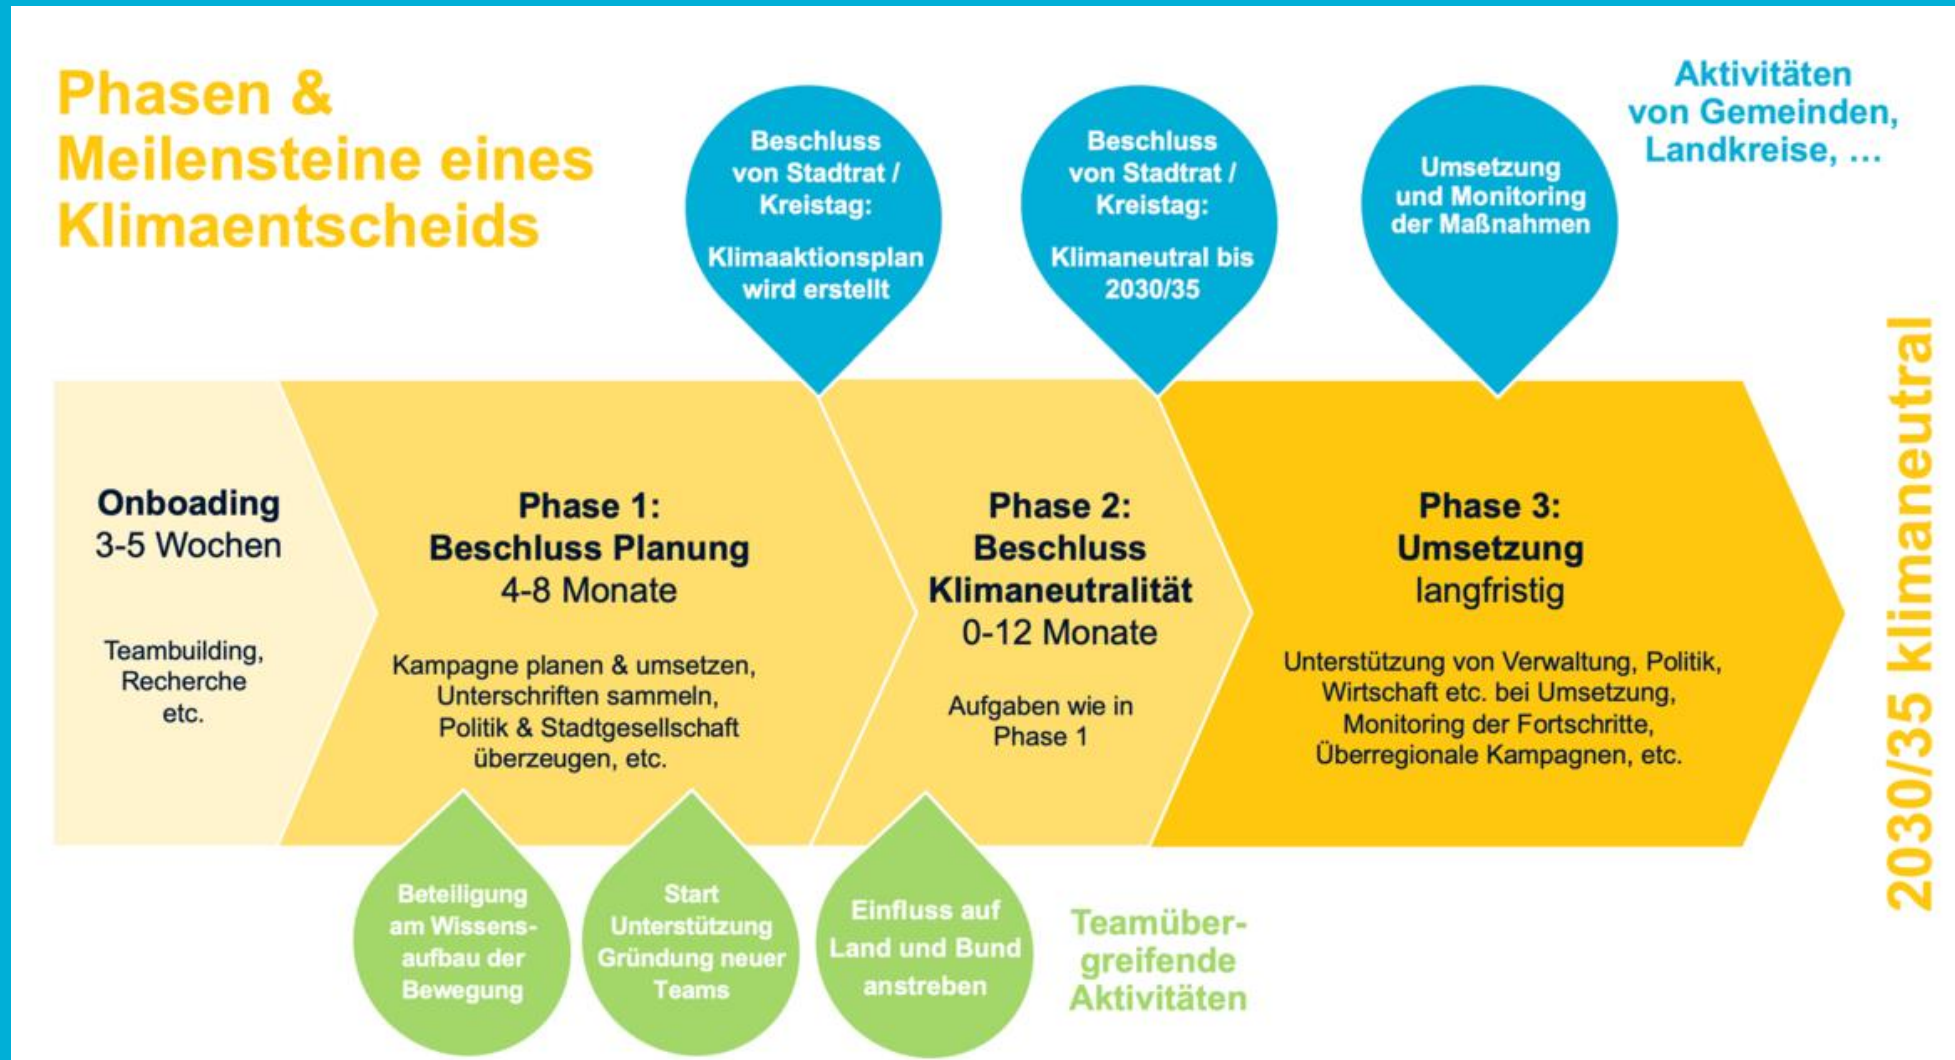 Phasen &
Meilensteine eines
Klimaentscheids
Beschluss
von Stadtrat /
Kreistag:
Klimaaktionsplan
wird erstellt
Beschluss
von Stadtrat /
Kreistag:
Klimaneutral bis
2030/35
Umsetzung
und Monitoring
der Maßnahmen
Aktivitäten
von Gemeinden,
Landkreise, ...
Onboading
3-5 Wochen
Teambuilding,
Recherche
etc.
Phase 1:
Beschluss Planung
4-8 Monate
Kampagne planen & umsetzen,
Unterschriften sammeln,
Politik & Stadtgesellschaft
überzeugen, etc.
Phase 2:
Beschluss
Klimaneutralität
0-12 Monate
Aufgaben wie in
Phase 1
Phase 3:
Umsetzung
langfristig
Unterstützung von Verwaltung, Politik,
Wirtschaft etc. bei Umsetzung,
Monitoring der Fortschritte,
Überregionale Kampagnen, etc.
2030/35 klimaneutral
Beteiligung
am Wissens-
aufbau der
Bewegung
Start
Unterstützung
Gründung neuer
Teams
Einfluss auf
Land und Bund
anstreben
Teamüber-
greifende
Aktivitäten